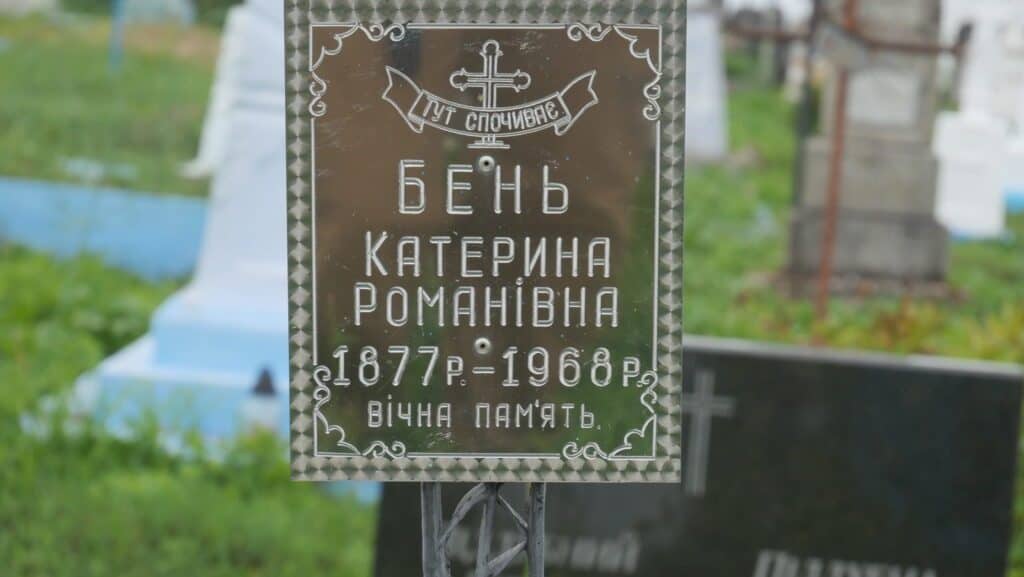 ТУТ СПОЧИВАЄ
БЕНЬ
КАТЕРИНА
РОМАНІВНА
1877р.-1968р.
ВІЧНА ПАМ'ЯТЬ.